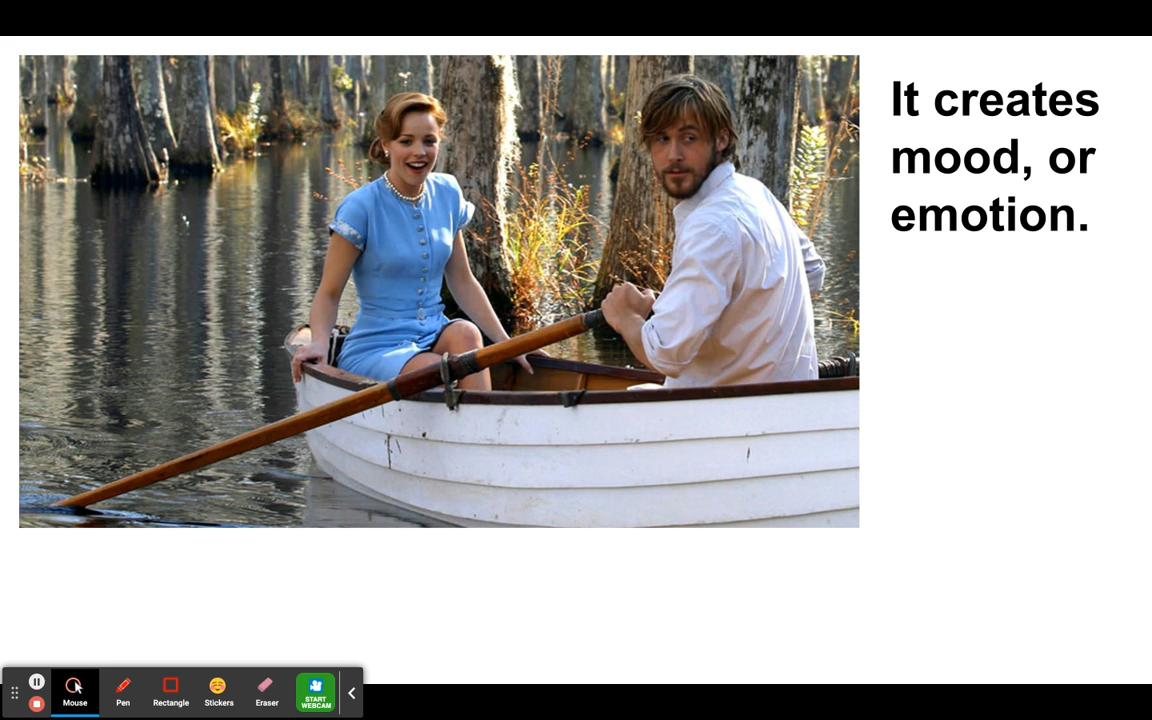 It creates
mood, or
emotion.
Mouse
Pen
Rectangle
Stickers
Eraser
START
WEBCAM